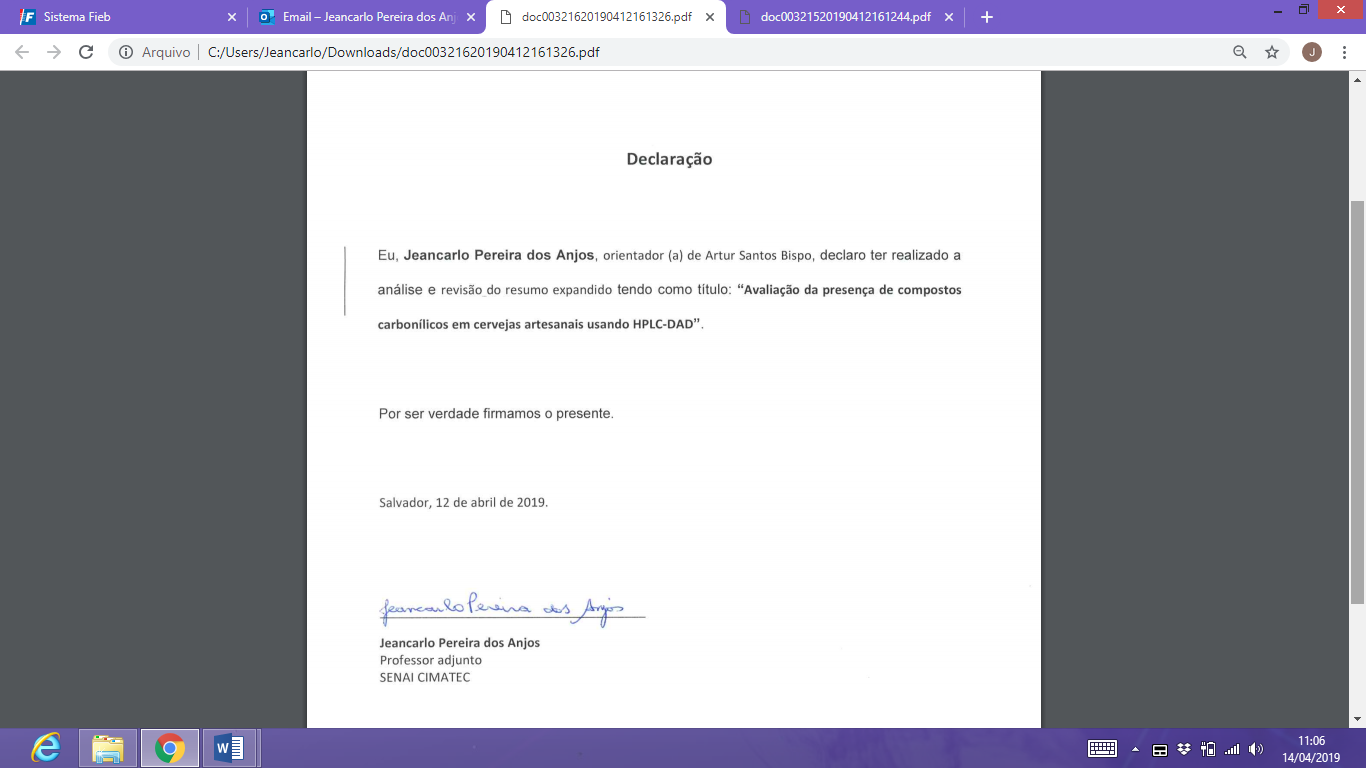 Sistema Fieb
Email – Jeancarlo Pereira dos Anj
doc00321620190412161326.pdf
doc00321520190412161244.pdf
Arquivo
C:/Users/Jeancarlo/Downloads/doc00321620190412161326.pdf
J
Declaração
Eu, Jeancarlo Pereira dos Anjos, orientador (a) de Artur Santos Bispo, declaro ter realizado a
análise e revisão do resumo expandido tendo como título: “Avaliação da presença de compostos
carbonílicos em cervejas artesanais usando HPLC-DAD”.
Por ser verdade firmamos o presente.
Salvador, 12 de abril de 2019.
Jeancarlo Pereira dos Anjos
Jeancarlo Pereira dos Anjos
Professor adjunto
SENAI CIMATEC
11:06
14/04/2019